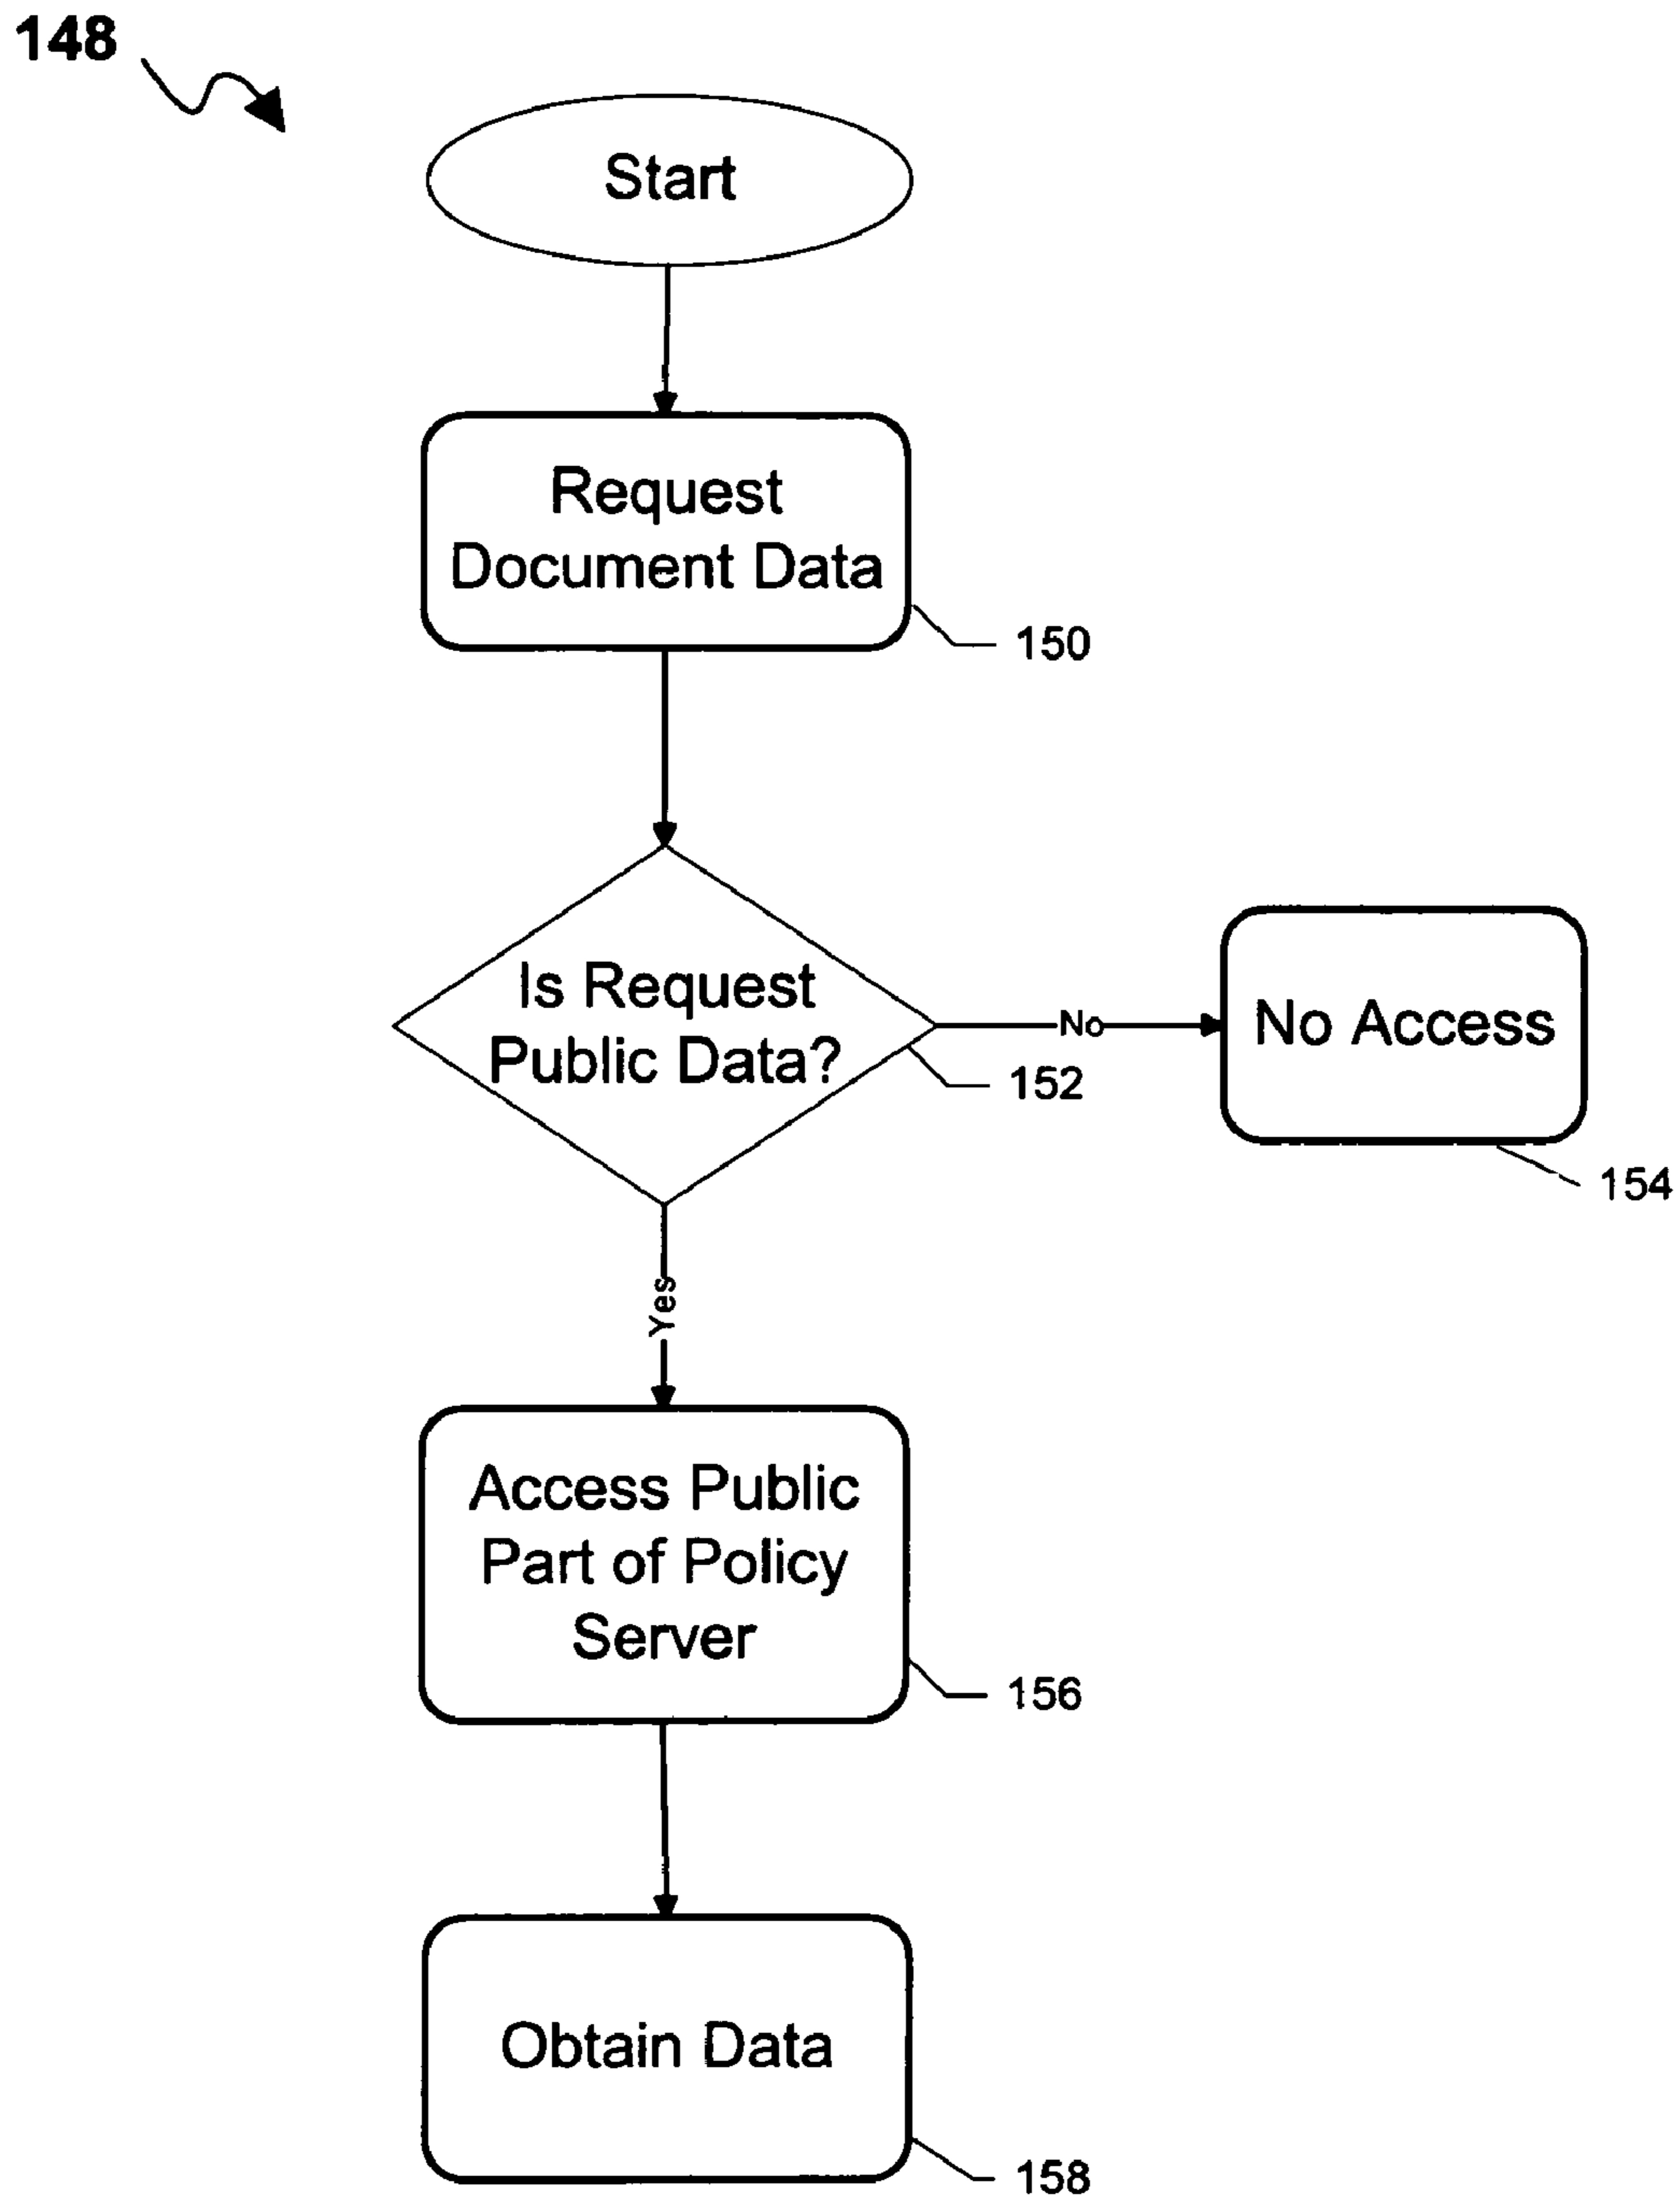 148
Start
Request
Document Data
150
Is Request
Public Data?
152
No
No Access
154
Yes
Access Public
Part of Policy
Server
156
Obtain Data
158